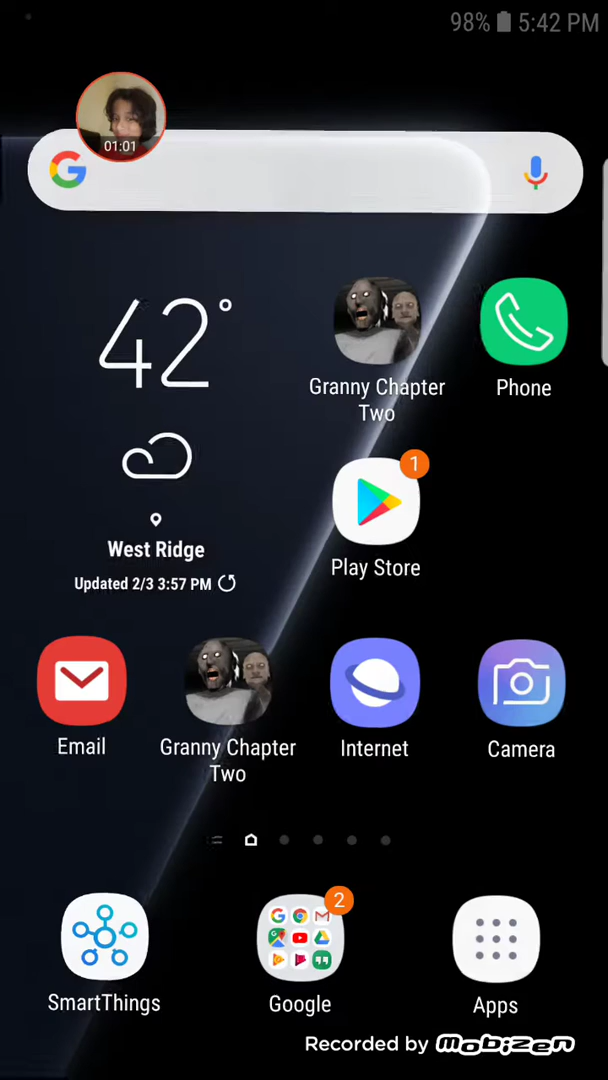 98% 5:42 PM
01:01
42°
Granny Chapter
Two
Phone
1
Play Store
West Ridge
Updated 2/3 3:57 PM
Email
Granny Chapter
Two
Internet
Camera
2
SmartThings
Google
Apps
Recorded by mobizen